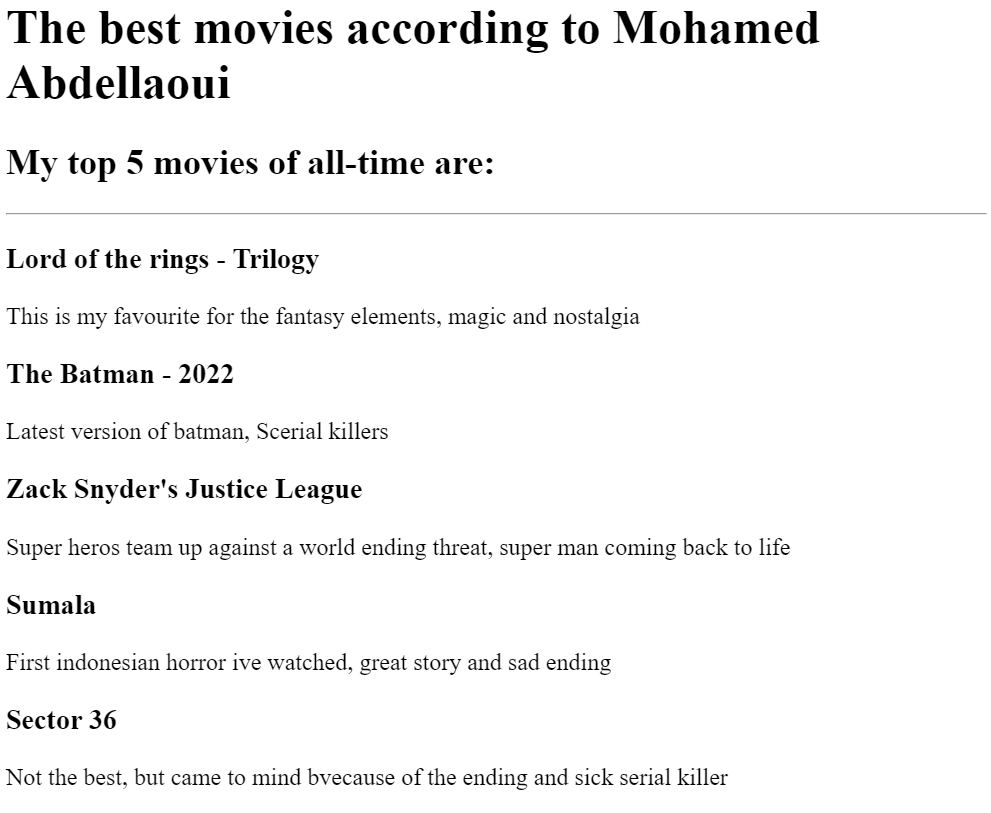 The best movies according to Mohamed
Abdellaoui
My top 5 movies of all-time are:
Lord of the rings - Trilogy
This is my favourite for the fantasy elements, magic and nostalgia
The Batman - 2022
Latest version of batman, Scerial killers
Zack Snyder's Justice League
Super heros team up against a world ending threat, super man coming back to life
Sumala
First indonesian horror ive watched, great story and sad ending
Sector 36
Not the best, but came to mind bvecause of the ending and sick serial killer